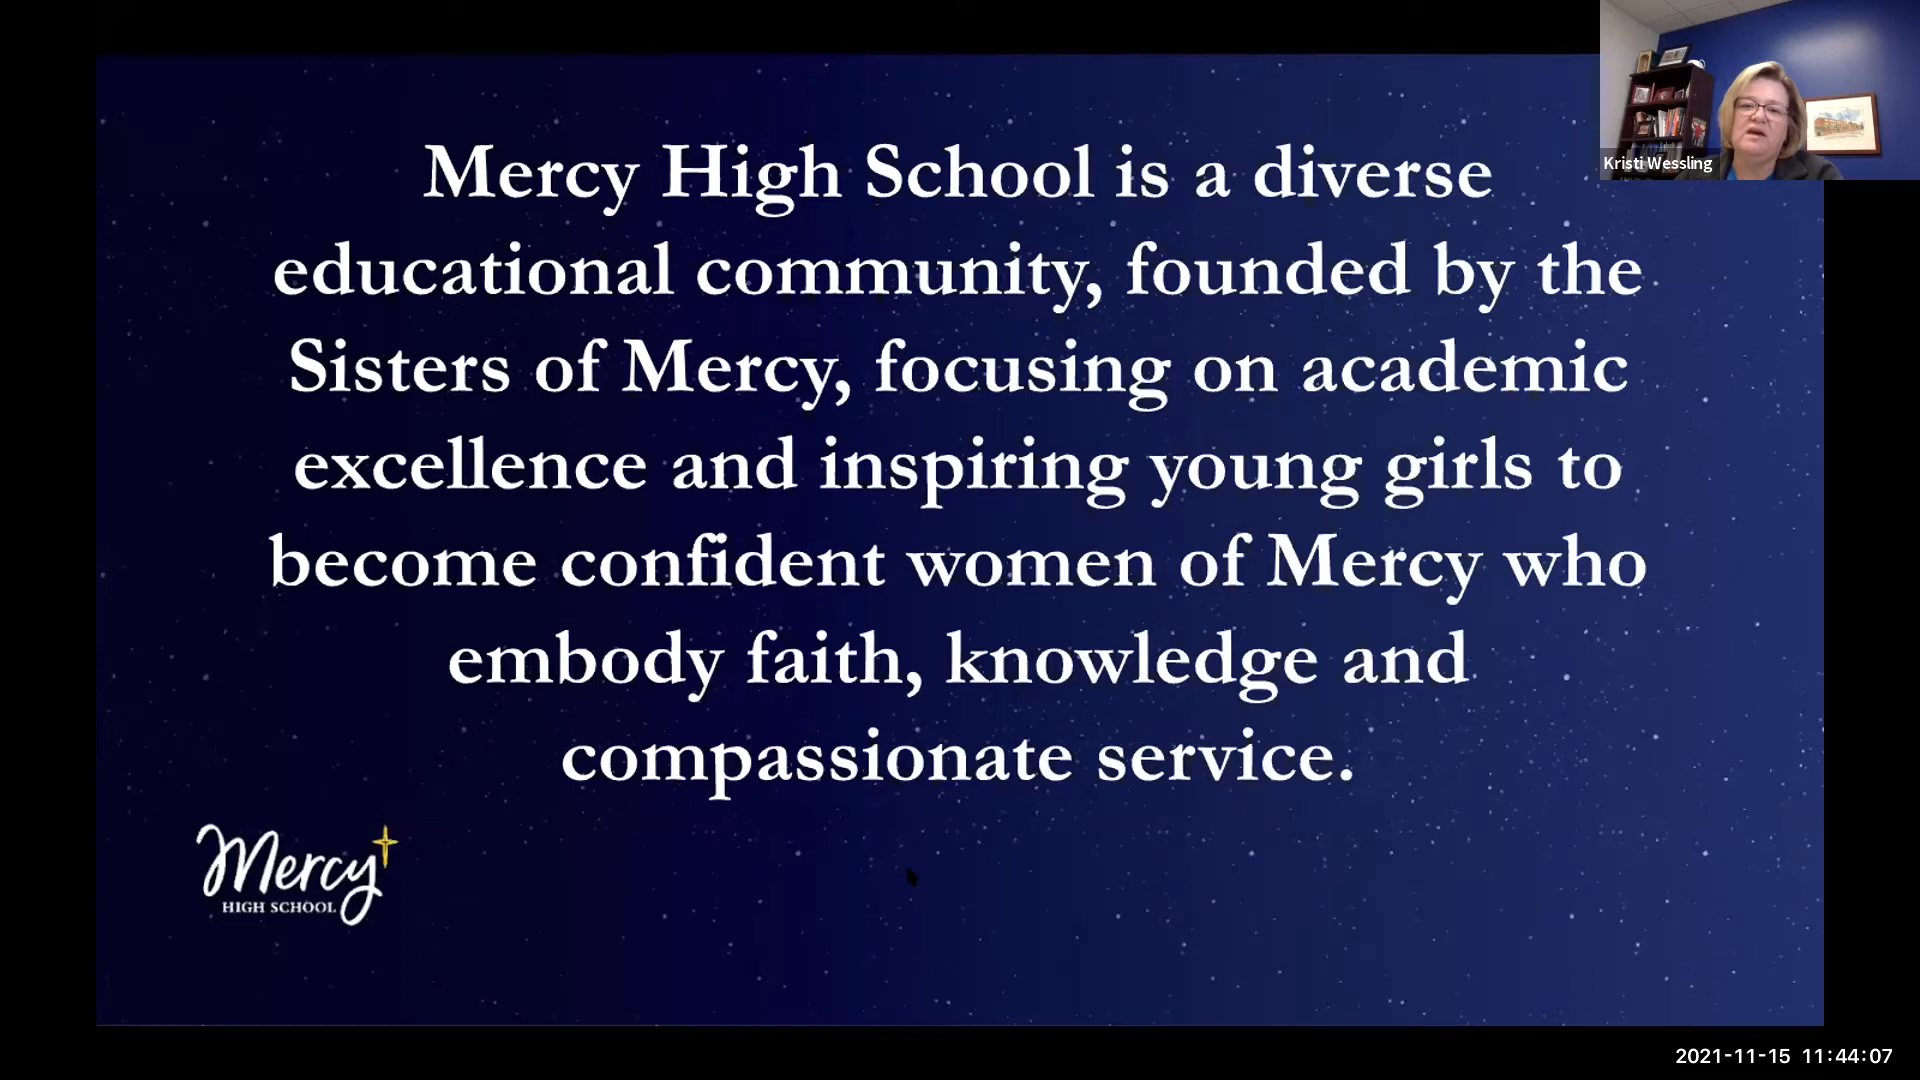 Mercy High School is a diverse
educational community, founded by the
Sisters of Mercy, focusing on academic
excellence and inspiring young girls to
become confident women of Mercy who
embody faith, knowledge and
compassionate service.
Kristi Wessling
Mercy
HIGH SCHOOL
2021-11-15 11:44:07